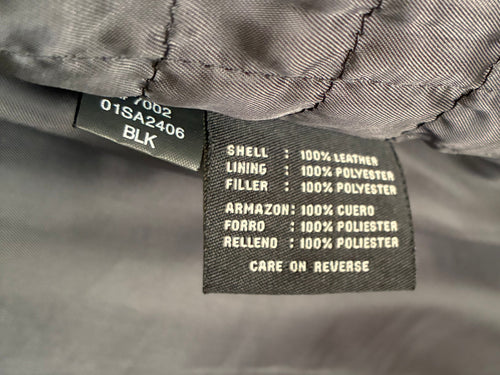 7002
01SA2406
BLK
SHELL : 100% LEATHER
LINING : 100% POLYESTER
FILLER : 100% POLYESTER
ARMAZON: 100% CUERO
FORRO : 100% POLIESTER
RELLENO : 100% POLIESTER
CARE ON REVERSE